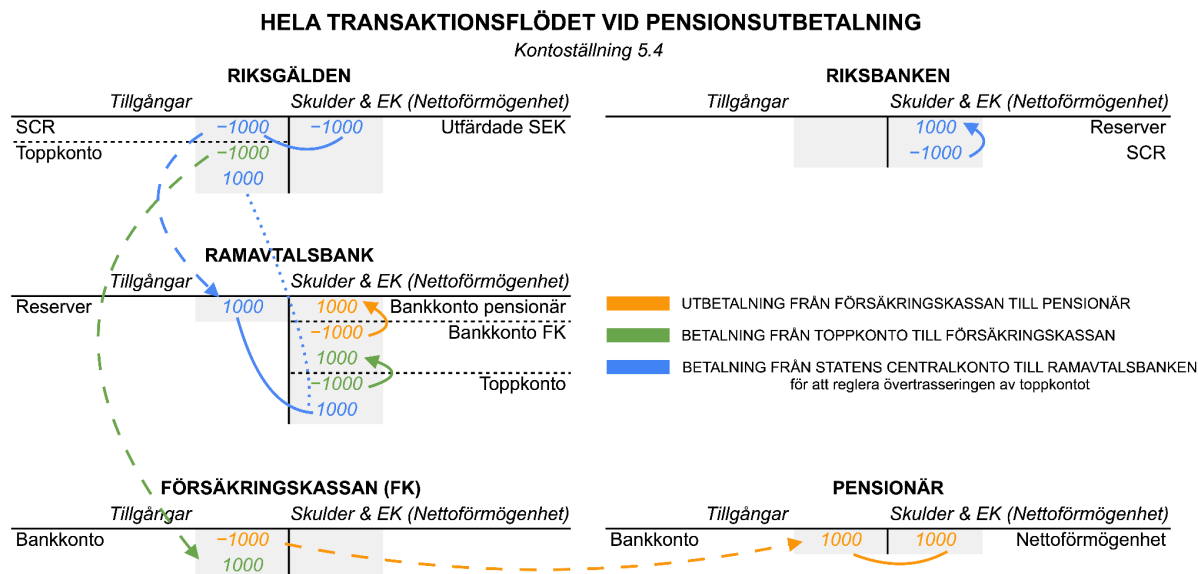 HELA TRANSAKTIONSFLÖDET VID PENSIONSUTBETALNING
Kontoställning 5.4
RIKSGÄLDEN
Tillgångar Skulder & EK (Nettoförmögenhet)
SCR −1000 −1000 Utfärdade SEK
Toppkonto −1000
1000
RIKSBANKEN
Tillgångar Skulder & EK (Nettoförmögenhet)
1000 Reserver
−1000 SCR
RAMAVTALSBANK
Tillgångar Skulder & EK (Nettoförmögenhet)
Reserver 1000 1000 Bankkonto pensionär
−1000 Bankkonto FK
1000
−1000 Toppkonto
1000
UTBETALNING FRÅN FÖRSÄKRINGSKASSAN TILL PENSIONÄR
BETALNING FRÅN TOPPKONTO TILL FÖRSÄKRINGSKASSAN
BETALNING FRÅN STATENS CENTRALKONTO TILL RAMAVTALSBANKEN
för att reglera övertrasseringen av toppkontot
FÖRSÄKRINGSKASSAN (FK)
Tillgångar Skulder & EK (Nettoförmögenhet)
Bankkonto −1000
1000
PENSIONÄR
Tillgångar Skulder & EK (Nettoförmögenhet)
Bankkonto 1000 1000 Nettoförmögenhet